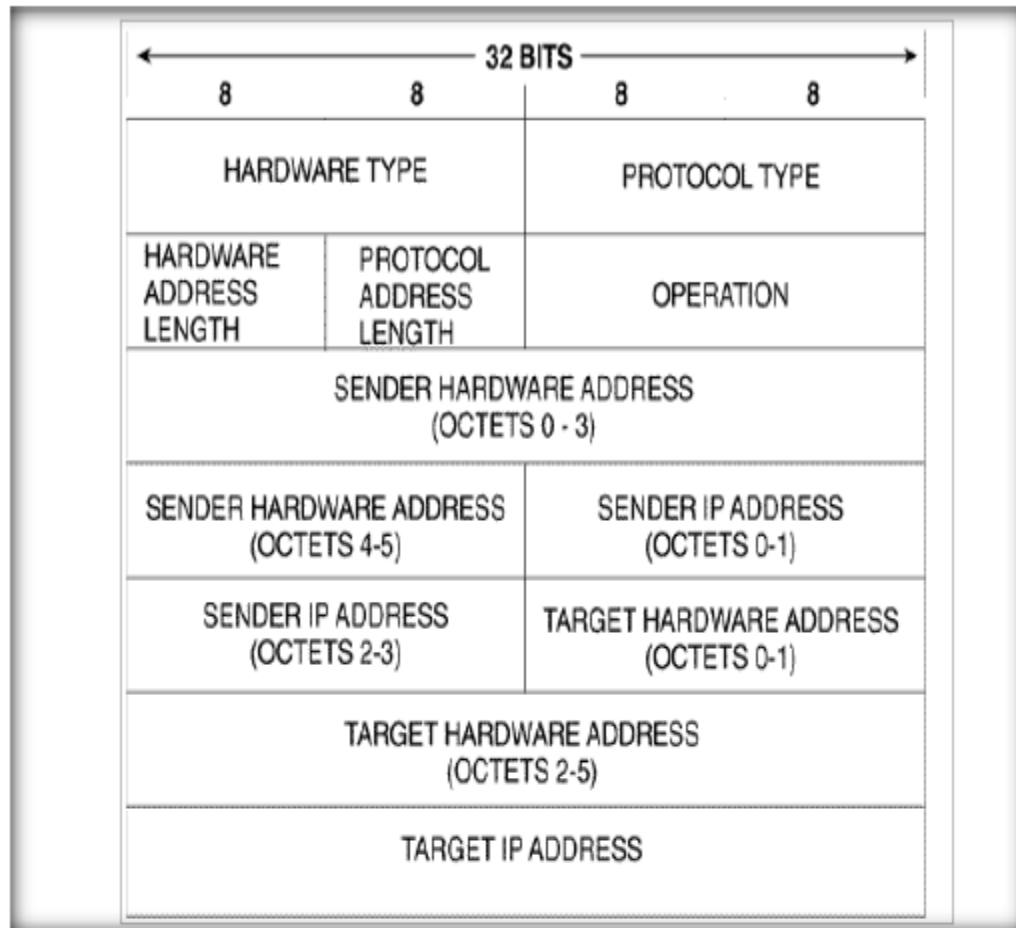 32 BITS
8 8 8 8
HARDWARE TYPE
PROTOCOL TYPE
HARDWARE
ADDRESS
LENGTH
PROTOCOL
ADDRESS
LENGTH
OPERATION
SENDER HARDWARE ADDRESS
(OCTETS 0 - 3)
SENDER HARDWARE ADDRESS
(OCTETS 4-5)
SENDER IP ADDRESS
(OCTETS 0-1)
SENDER IP ADDRESS
(OCTETS 2-3)
TARGET HARDWARE ADDRESS
(OCTETS 0-1)
TARGET HARDWARE ADDRESS
(OCTETS 2-5)
TARGET IP ADDRESS